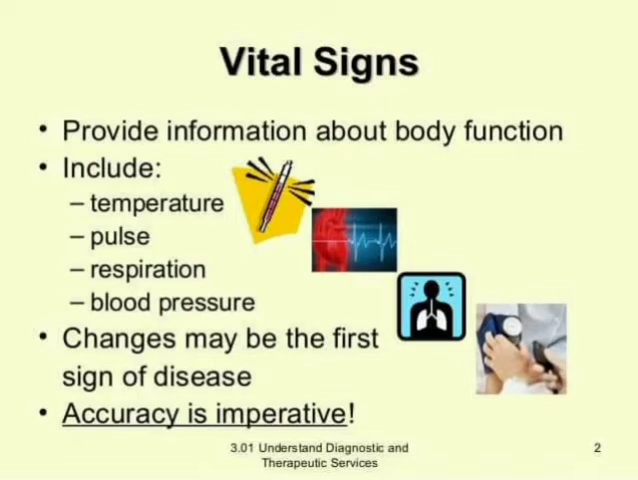 Vital Signs
• Provide information about body function
• Include:
– temperature
– pulse
– respiration
– blood pressure
• Changes may be the first
sign of disease
• Accuracy is imperative!
3.01 Understand Diagnostic and
Therapeutic Services
2